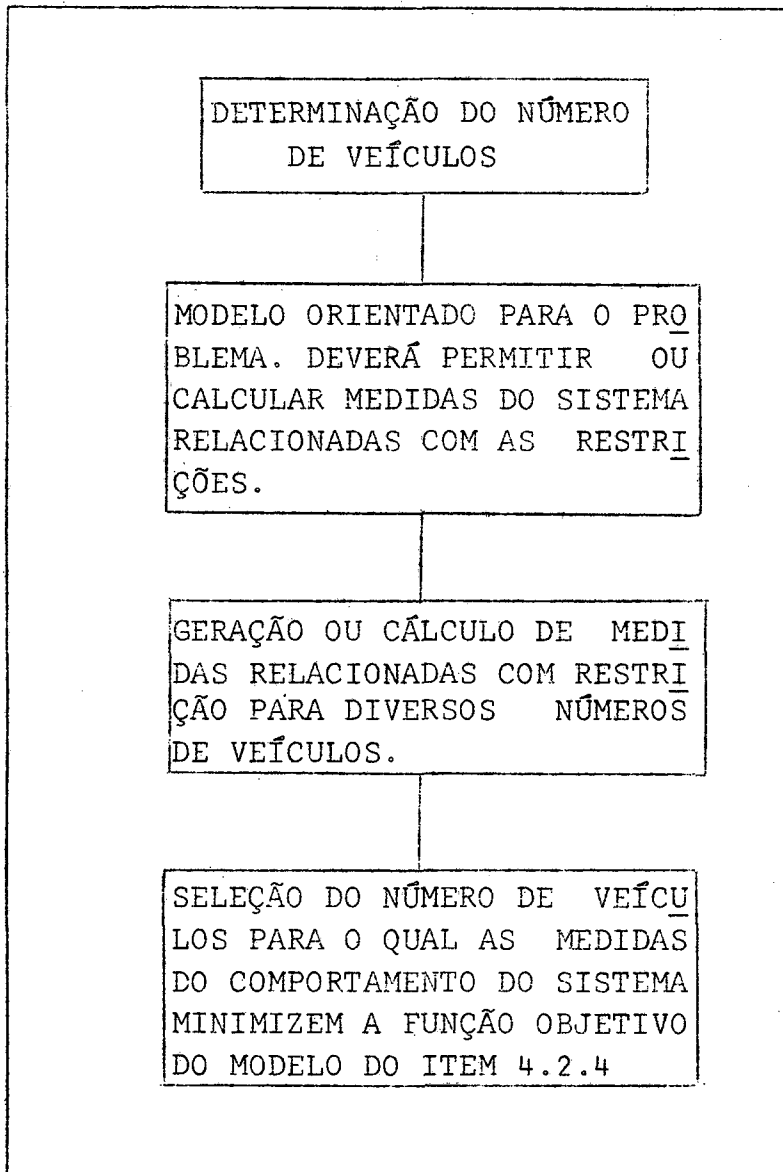 DETERMINAÇÃO DO NÚMERO
DE VEÍCULOS
MODELO ORIENTADO PARA O PRO
BLEMA. DEVERÁ PERMITIR OU
CALCULAR MEDIDAS DO SISTEMA
RELACIONADAS COM AS RESTRI
ÇÕES.
GERAÇÃO OU CÁLCULO DE MEDI
DAS RELACIONADAS COM RESTRI
ÇÃO PARA DIVERSOS NÚMEROS
DE VEÍCULOS.
SELEÇÃO DO NÚMERO DE VEÍCU
LOS PARA O QUAL AS MEDIDAS
DO COMPORTAMENTO DO SISTEMA
MINIMIZEM A FUNÇÃO OBJETIVO
DO MODELO DO ITEM 4.2.4